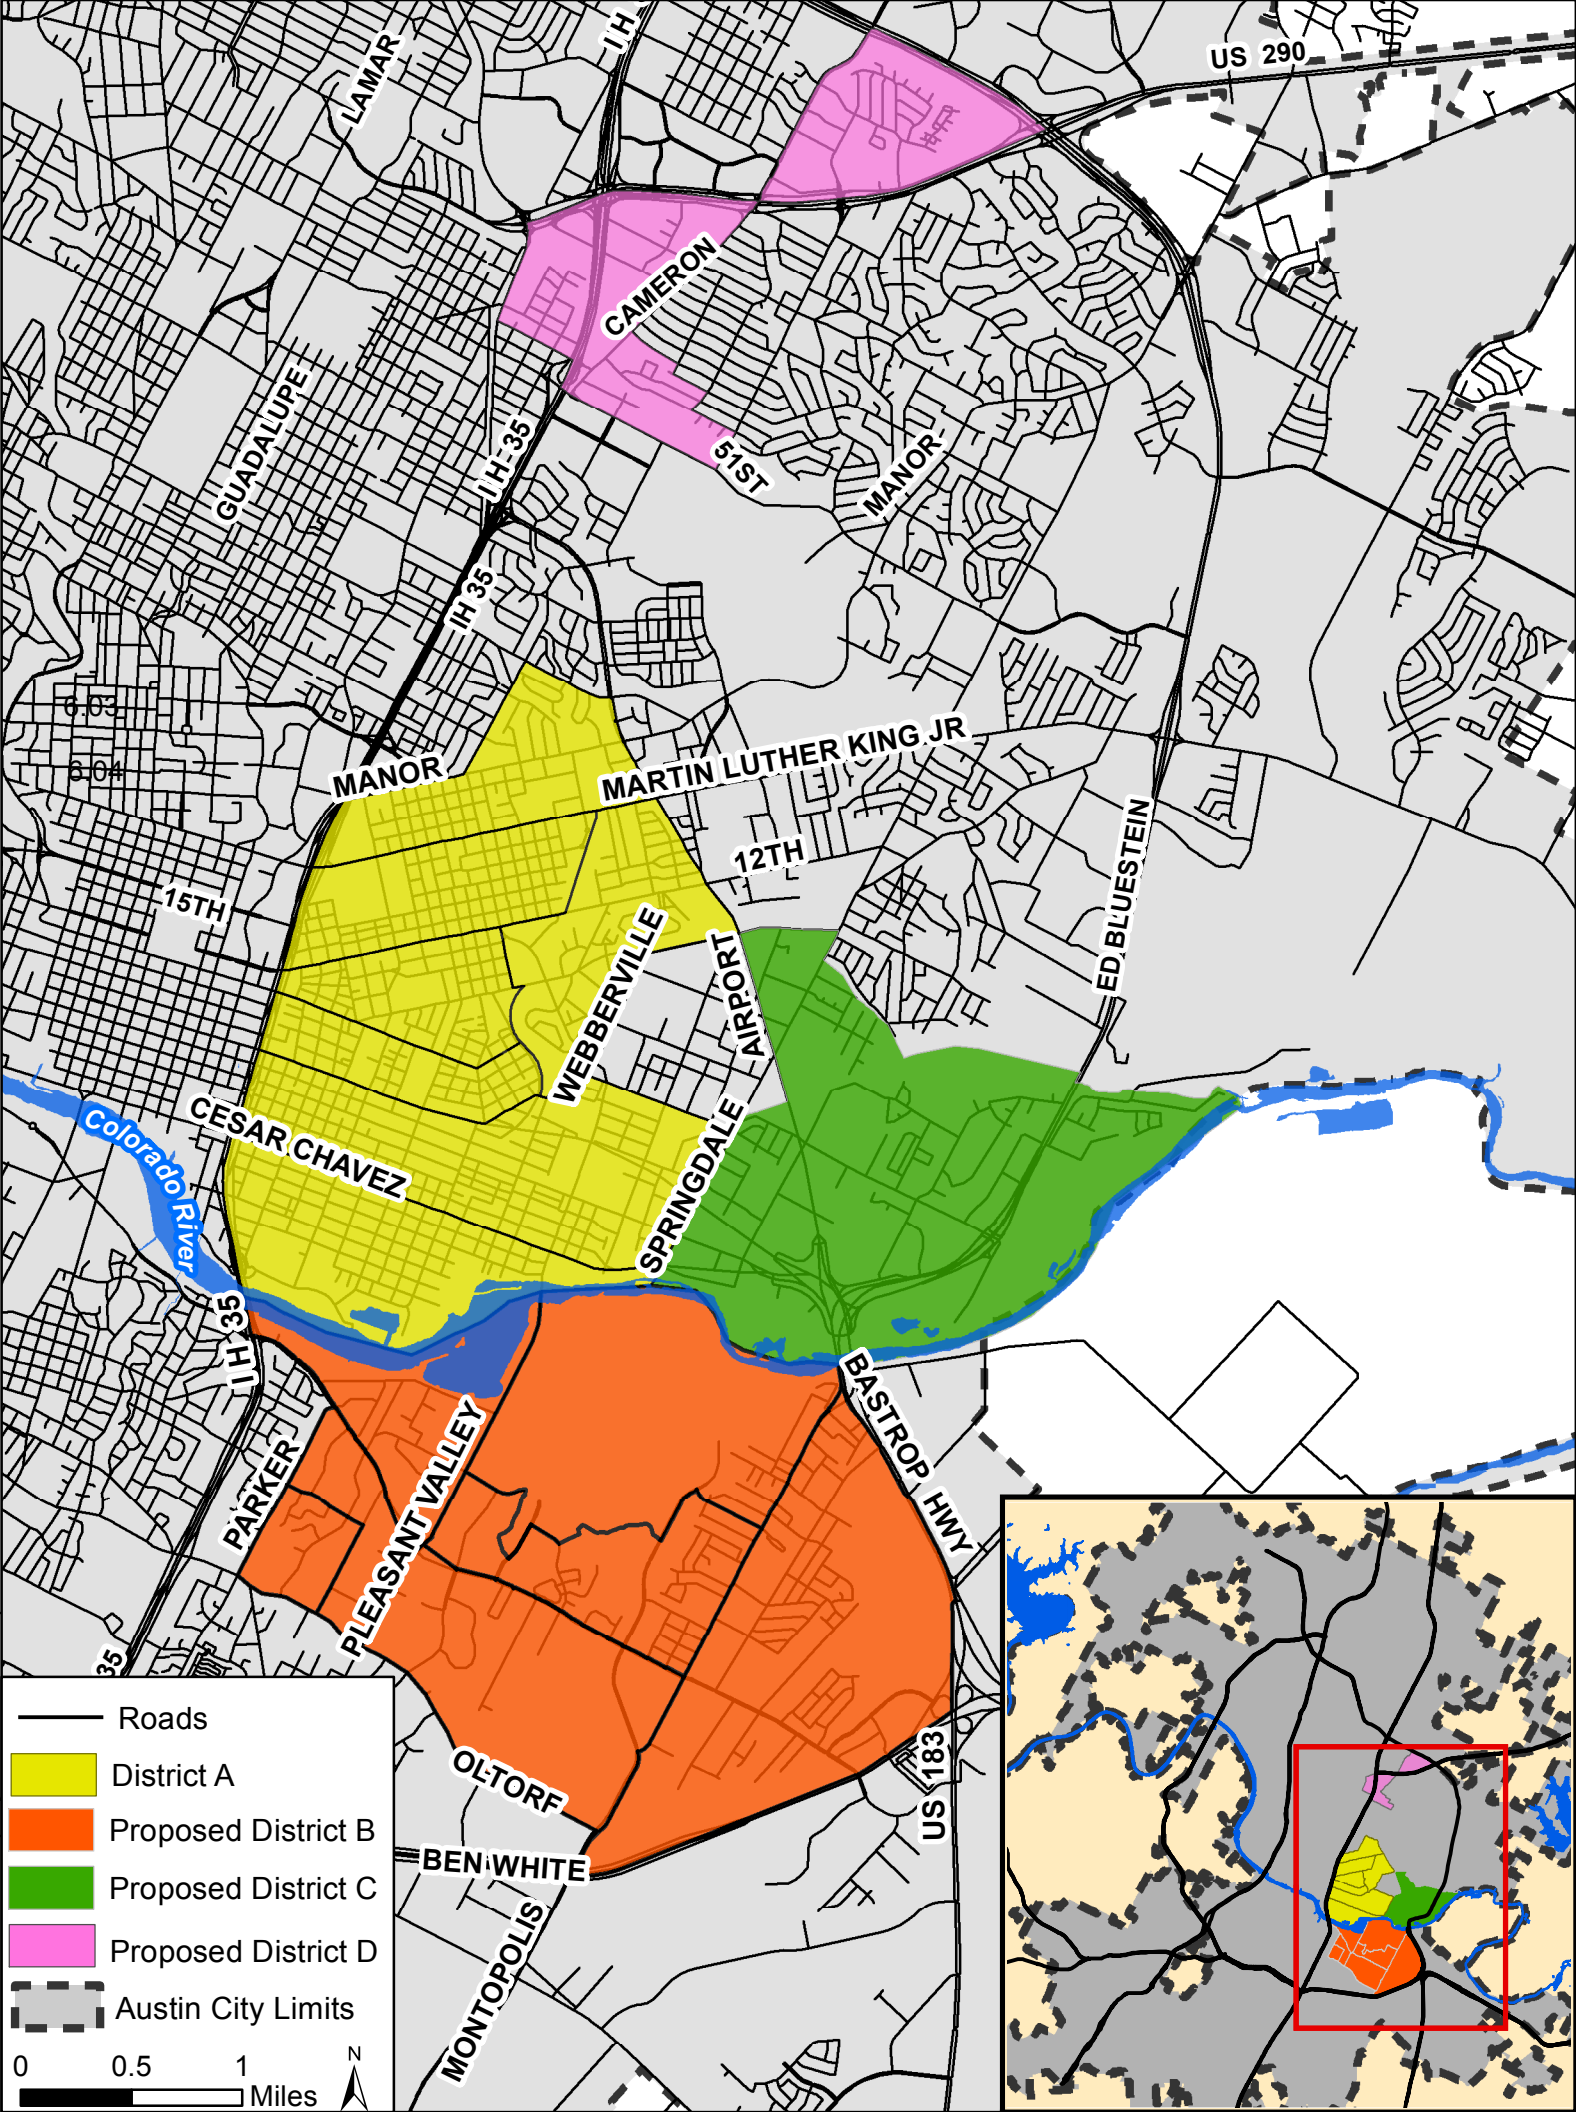 LAMAR
I H
US 290
CAMERON
GUADALUPE
I H 35
51ST
MANOR
IH 35
6.03
6.04
MANOR
MARTIN LUTHER KING JR
12TH
15TH
ED BLUESTEIN
WEBBERVILLE
AIRPORT
Colorado River
CESAR CHAVEZ
SPRINGDALE
I H 35
BASTROP HWY
PARKER
PLEASANT VALLEY
35
OLTORF
US 183
BEN WHITE
MONTOPOLIS
Roads
District A
Proposed District B
Proposed District C
Proposed District D
Austin City Limits
0 0.5 1
Miles
N